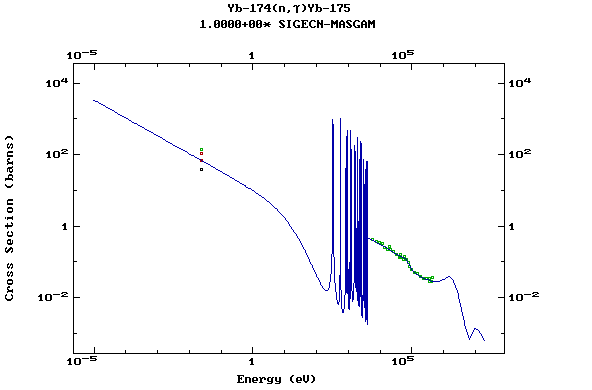 Yb-174(n,γ)Yb-175
1.0000+00* SIGECN-MASGAM
10⁻⁵ 1 10⁵
10⁴ 10⁴
10² 10²
1 1
10⁻² 10⁻²
10⁻⁵ 1 10⁵
Cross Section (barns)
Energy (eV)